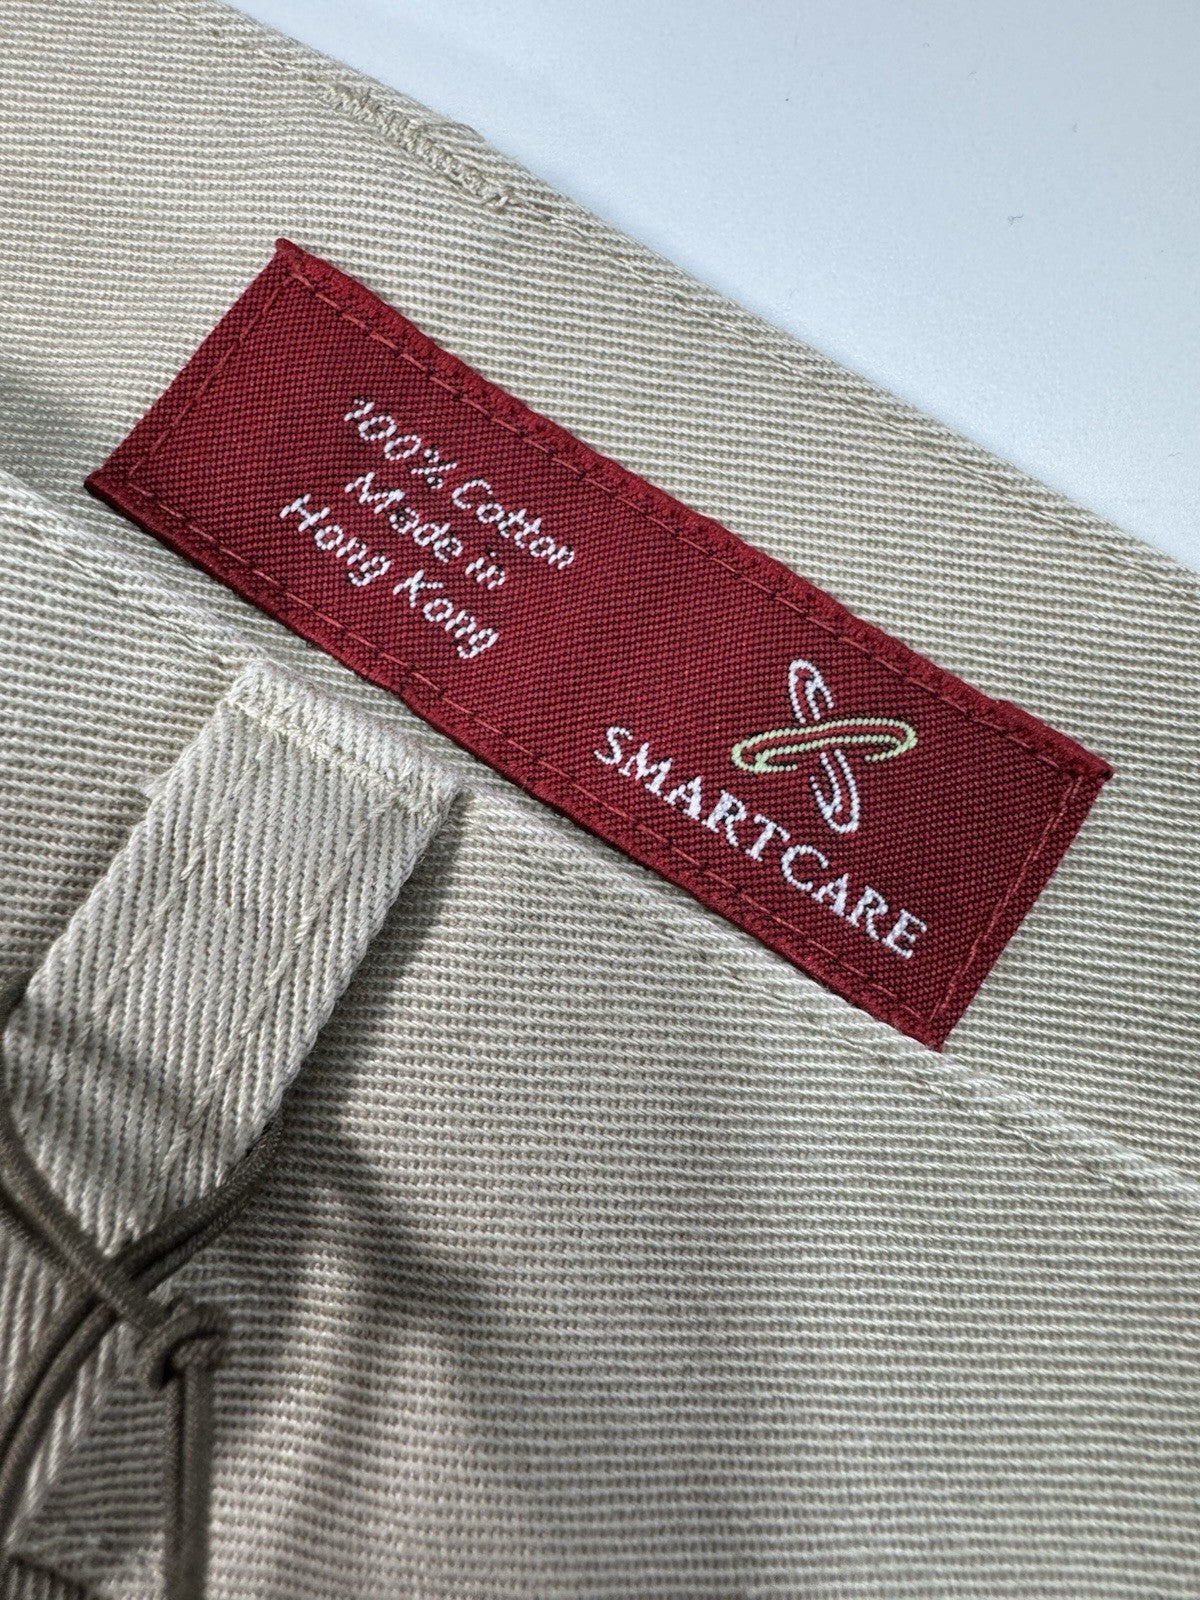 100% Cotton
Made in
Hong Kong
SMARTCARE